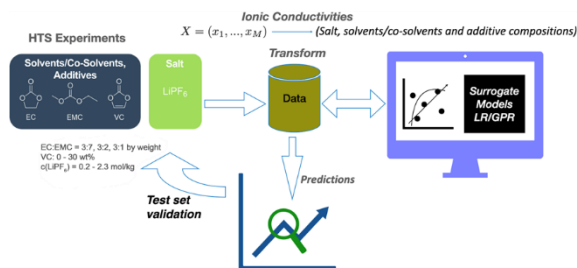 Ionic Conductivities
HTS Experiments
X = (x₁, ..., x_M) (Salt, solvents/co-solvents and additive compositions)
Solvents/Co-Solvents,
Additives
Salt
Transform
LiPF₆
Data
Surrogate
Models
LR/GPR
EC EMC VC
EC:EMC = 3:7, 3:2, 3:1 by weight
VC: 0 - 30 wt%
c(LiPF₆) = 0.2 - 2.3 mol/kg
Predictions
Test set
validation